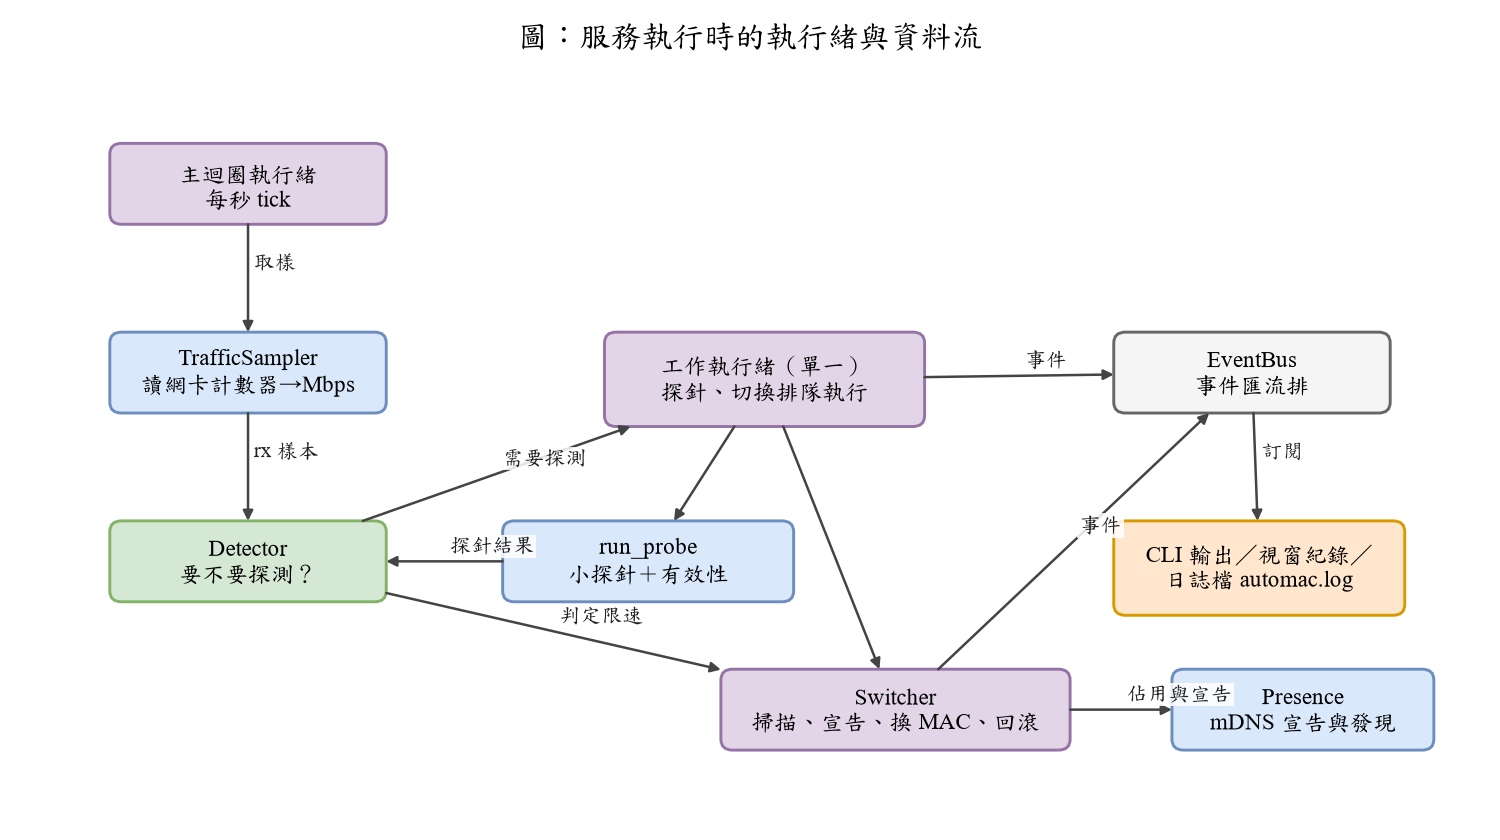 圖：服務執行時的執行緒與資料流
主迴圈執行緒
每秒 tick
取樣
TrafficSampler
讀網卡計數器→Mbps
工作執行緒（單一）
探針、切換排隊執行
事件
EventBus
事件匯流排
rx 樣本
需要探測
訂閱
Detector
要不要探測？
探針結果
run_probe
小探針＋有效性
事件
CLI 輸出／視窗紀錄／
日誌檔 automac.log
判定限速
Switcher
掃描、宣告、換 MAC、回滾
佔用與宣告
Presence
mDNS 宣告與發現